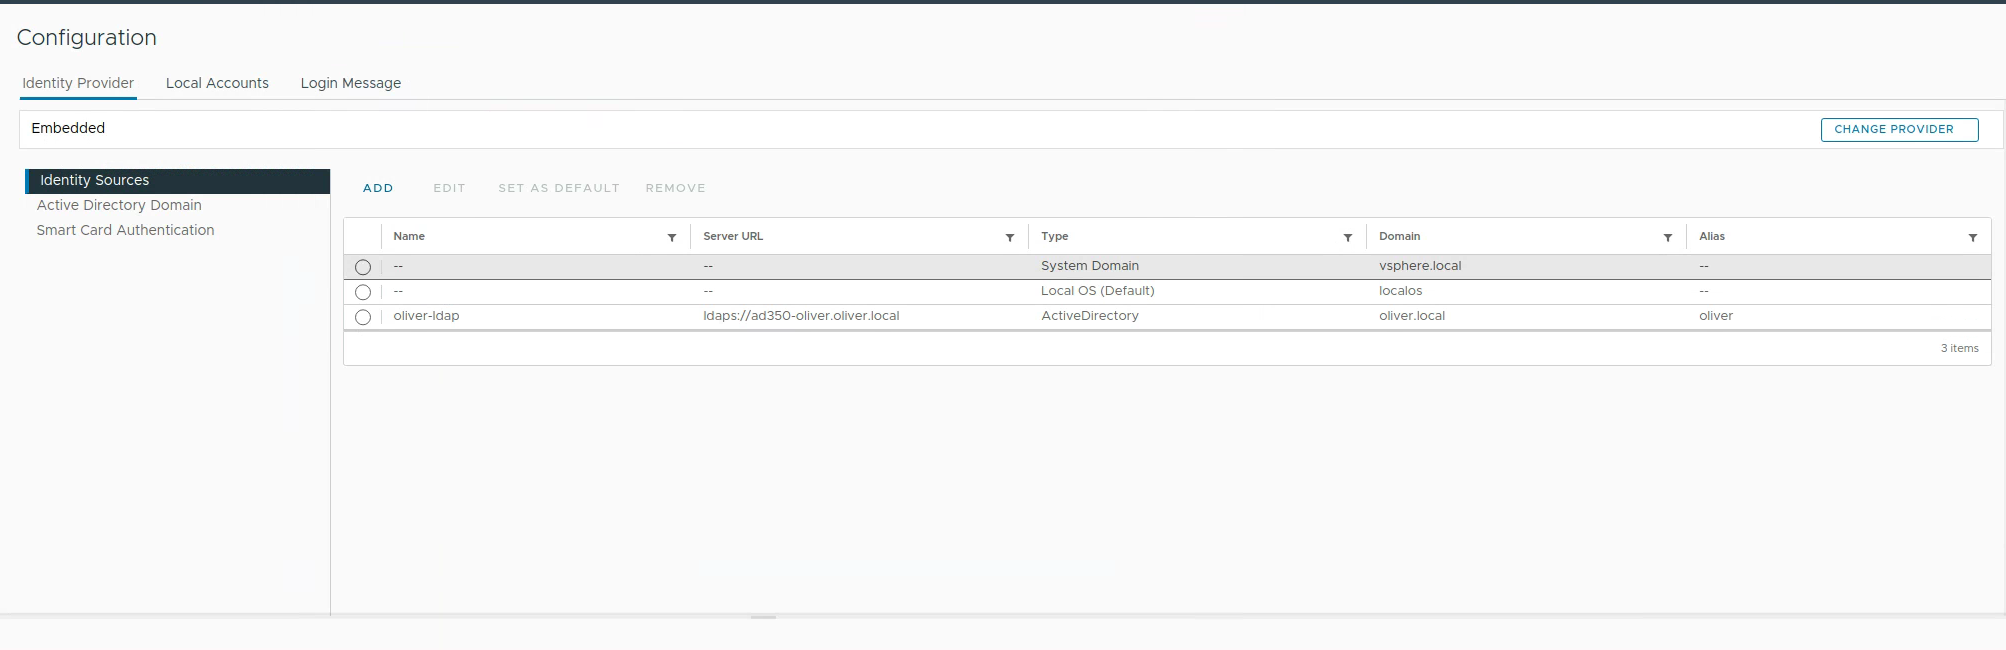 Configuration
Identity Provider Local Accounts Login Message
Embedded CHANGE PROVIDER
Identity Sources
Active Directory Domain
Smart Card Authentication
ADD EDIT SET AS DEFAULT REMOVE
Name Server URL Type Domain Alias
-- -- System Domain vsphere.local --
-- -- Local OS (Default) localos --
oliver-ldap ldaps://ad350-oliver.oliver.local ActiveDirectory oliver.local oliver
3 items